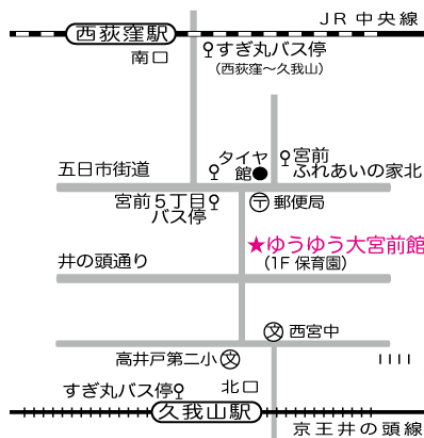 JR中央線
西荻窪駅
南口
すぎ丸バス停
(西荻窪〜久我山)
タイヤ
館
宮前
ふれあいの家北
五日市街道
宮前5丁目
バス停
〒郵便局
★ゆうゆう大宮前館
(1F 保育園)
井の頭通り
文 西宮中
高井戸第二小 文
すぎ丸バス停
北口
久我山駅
京王井の頭線